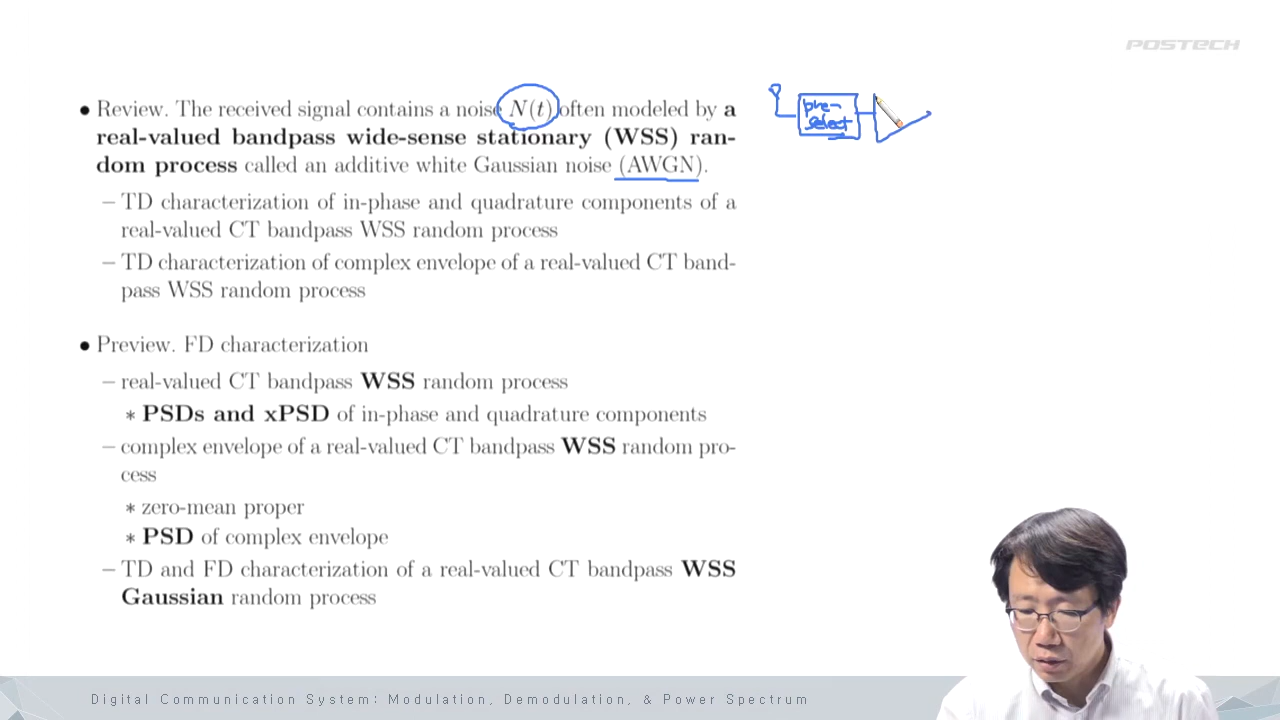 POSTECH
● Review. The received signal contains a noise N(t) often modeled by a
real-valued bandpass wide-sense stationary (WSS) ran-
dom process called an additive white Gaussian noise (AWGN).
– TD characterization of in-phase and quadrature components of a
real-valued CT bandpass WSS random process
– TD characterization of complex envelope of a real-valued CT band-
pass WSS random process
pre-
select
● Preview. FD characterization
– real-valued CT bandpass WSS random process
∗ PSDs and xPSD of in-phase and quadrature components
– complex envelope of a real-valued CT bandpass WSS random pro-
cess
∗ zero-mean proper
∗ PSD of complex envelope
– TD and FD characterization of a real-valued CT bandpass WSS
Gaussian random process
Digital Communication System : Modulation, Demodulation, & Power Spectrum